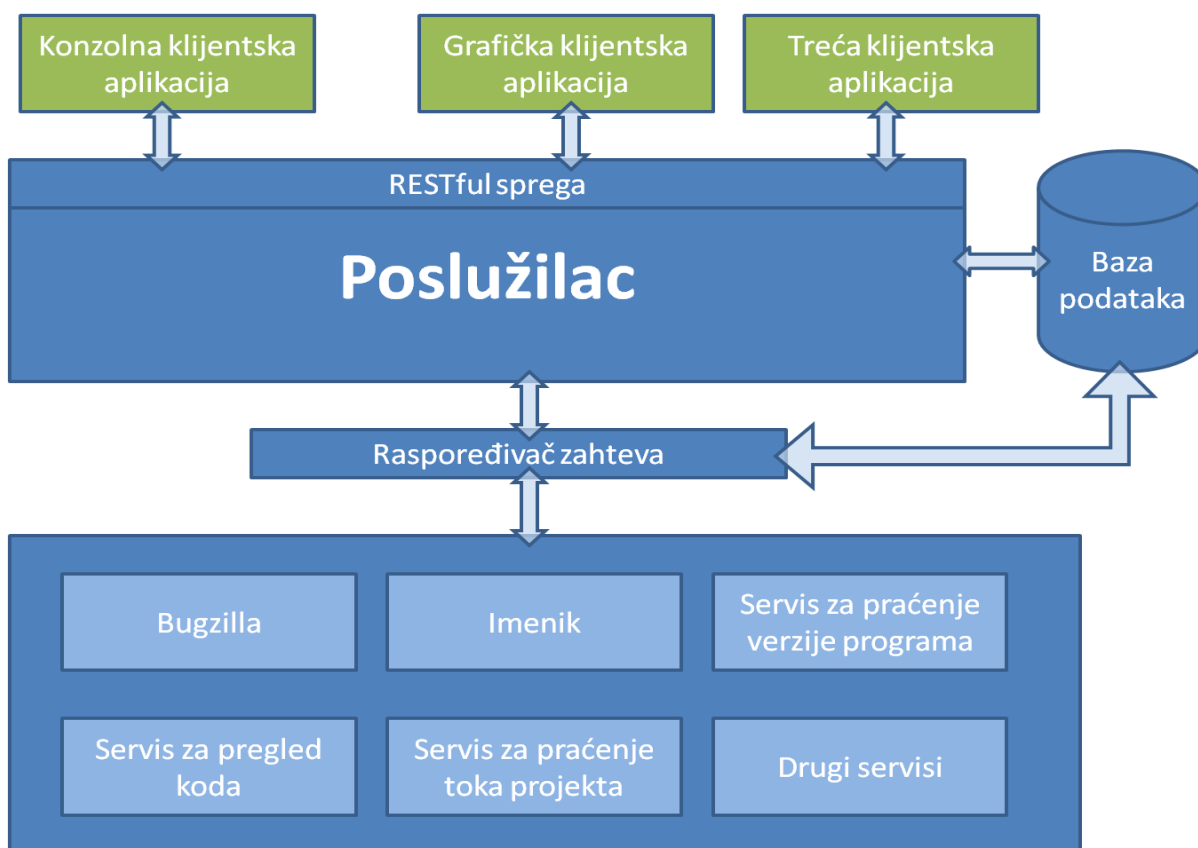 Konzolna klijentska
aplikacija
Grafička klijentska
aplikacija
Treća klijentska
aplikacija
RESTful sprega
Poslužilac
Baza
podataka
Raspoređivač zahteva
Bugzilla
Imenik
Servis za praćenje
verzije programa
Servis za pregled
koda
Servis za praćenje
toka projekta
Drugi servisi